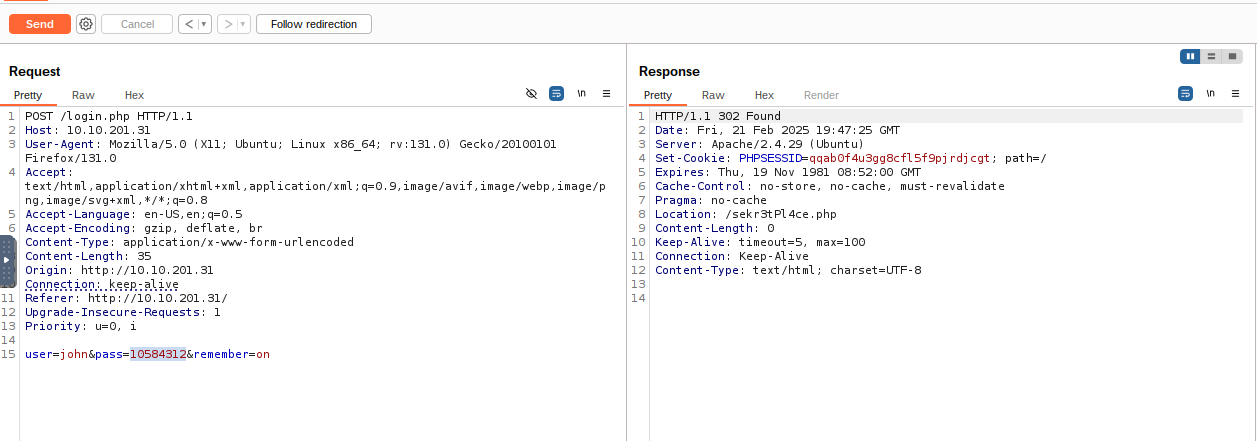 Send Cancel < > Follow redirection
Request
Pretty Raw Hex \n
1 POST /login.php HTTP/1.1
2 Host: 10.10.201.31
3 User-Agent: Mozilla/5.0 (X11; Ubuntu; Linux x86_64; rv:131.0) Gecko/20100101
Firefox/131.0
4 Accept:
text/html,application/xhtml+xml,application/xml;q=0.9,image/avif,image/webp,image/p
ng,image/svg+xml,*/*;q=0.8
5 Accept-Language: en-US,en;q=0.5
6 Accept-Encoding: gzip, deflate, br
Content-Type: application/x-www-form-urlencoded
Content-Length: 35
Origin: http://10.10.201.31
Connection: keep-alive
11 Referer: http://10.10.201.31/
12 Upgrade-Insecure-Requests: 1
13 Priority: u=0, i
14
15 user=john&pass=10584312&remember=on
Response
Pretty Raw Hex Render \n
1 HTTP/1.1 302 Found
2 Date: Fri, 21 Feb 2025 19:47:25 GMT
3 Server: Apache/2.4.29 (Ubuntu)
4 Set-Cookie: PHPSESSID=qqab0f4u3gg8cfl5f9pjrdjcgt; path=/
5 Expires: Thu, 19 Nov 1981 08:52:00 GMT
6 Cache-Control: no-store, no-cache, must-revalidate
7 Pragma: no-cache
8 Location: /sekr3tPl4ce.php
9 Content-Length: 0
10 Keep-Alive: timeout=5, max=100
11 Connection: Keep-Alive
12 Content-Type: text/html; charset=UTF-8
13
14